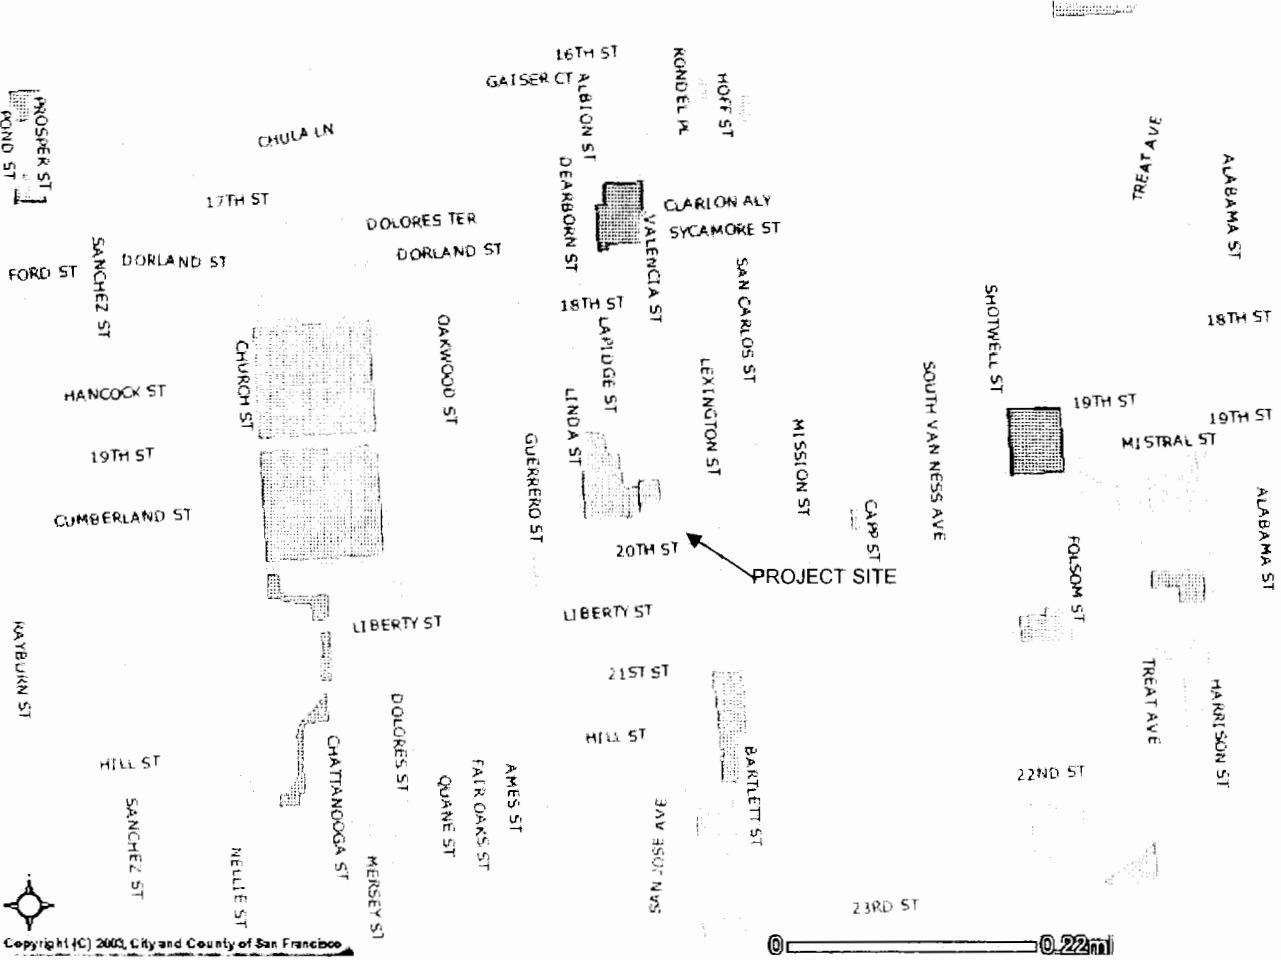 16TH ST
GAISER CT
ALBION ST
RONDEL PL
HOFF ST
PROSPER ST
POND ST
CHULA LN
TREAT AVE
ALABAMA ST
17TH ST
DEARBORN ST
CLARION ALY
DOLORES TER
SYCAMORE ST
VALENCIA ST
SANCHEZ ST
DORLAND ST
DORLAND ST
FORD ST
SAN CARLOS ST
18TH ST
SHOTWELL ST
18TH ST
OAKWOOD ST
LAPIDGE ST
CHURCH ST
LEXINGTON ST
SOUTH VAN NESS AVE
HANCOCK ST
LINDA ST
19TH ST
19TH ST
MISSION ST
GUERRERO ST
MISTRAL ST
19TH ST
CUMBERLAND ST
CAPP ST
ALABAMA ST
20TH ST
FOLSOM ST
PROJECT SITE
LIBERTY ST
LIBERTY ST
RAYBURN ST
21ST ST
TREAT AVE
HARRISON ST
DOLORES ST
HILL ST
CHATTANOOGA ST
BARTLETT ST
HILL ST
22ND ST
FAIR OAKS ST
AMES ST
QUANE ST
SANCHEZ ST
SAN JOSE AVE
NELLIE ST
MERSEY ST
23RD ST
Copyright (C) 2003, City and County of San Francisco
0 0.22mi